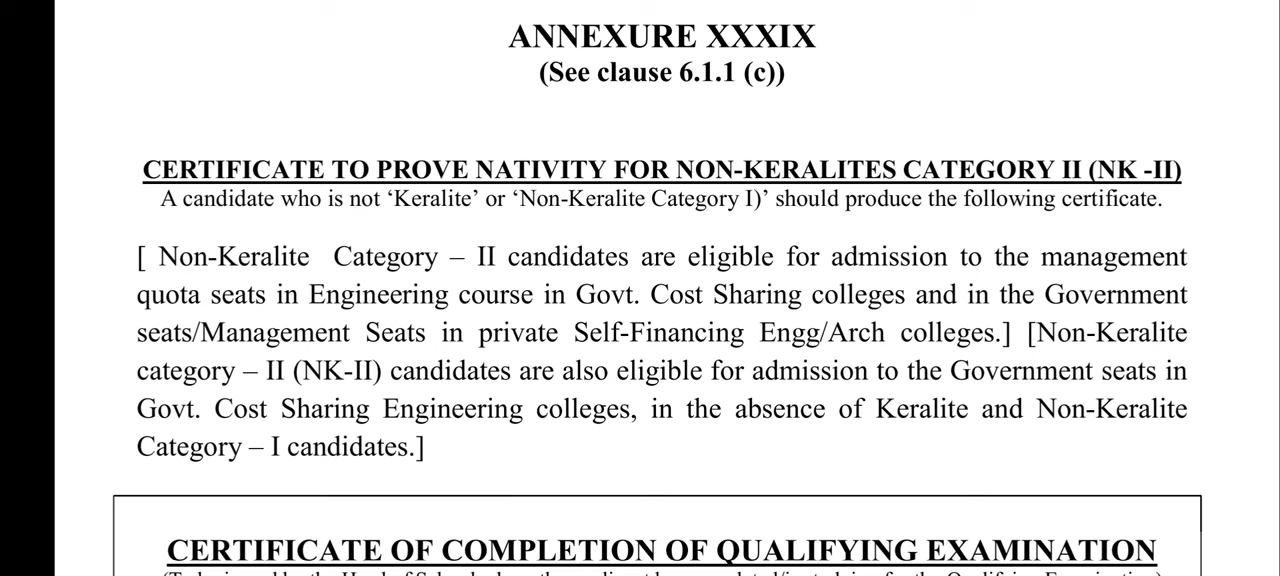 ANNEXURE XXXIX
(See clause 6.1.1 (c))
CERTIFICATE TO PROVE NATIVITY FOR NON-KERALITES CATEGORY II (NK -II)
A candidate who is not ‘Keralite’ or ‘Non-Keralite Category I)’ should produce the following certificate.
[ Non-Keralite Category – II candidates are eligible for admission to the management
quota seats in Engineering course in Govt. Cost Sharing colleges and in the Government
seats/Management Seats in private Self-Financing Engg/Arch colleges.] [Non-Keralite
category – II (NK-II) candidates are also eligible for admission to the Government seats in
Govt. Cost Sharing Engineering colleges, in the absence of Keralite and Non-Keralite
Category – I candidates.]
CERTIFICATE OF COMPLETION OF QUALIFYING EXAMINATION